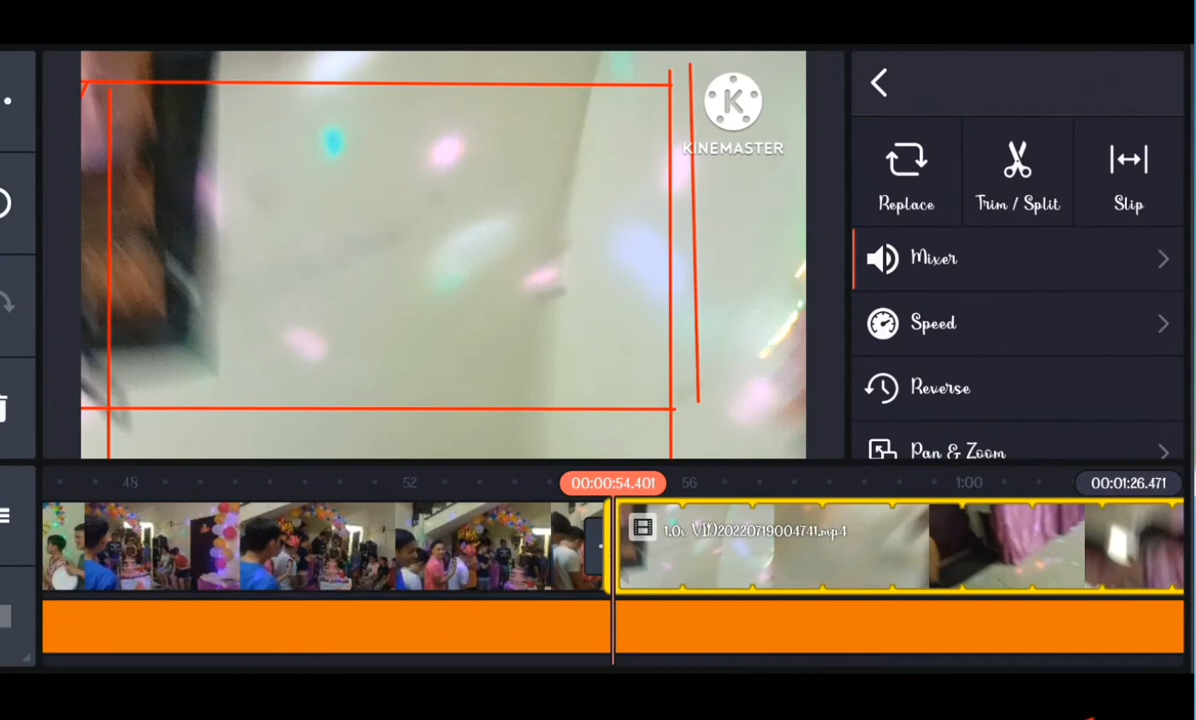 KINEMASTER
Replace
Trim / Split
Slip
Mixer
Speed
Reverse
Pan & Zoom
48
52
00:00:54.401
56
1:00
00:01:26.471
1.0x VID20220719004741.mp4